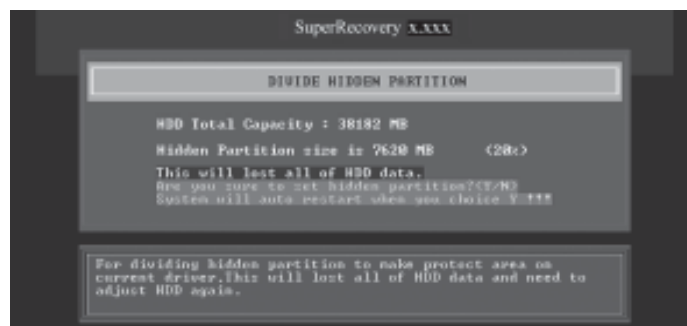 SuperRecovery x.xxx
DIVIDE HIDDEN PARTITION
HDD Total Capacity : 38182 MB
Hidden Partition size is 7620 MB (20%)
This will lost all of HDD data.
Are you sure to set hidden partition?(Y/N)
System will auto restart when you choice Y !!!
For dividing hidden partition to make protect area on
current driver.This will lost all of HDD data and need to
adjust HDD again.